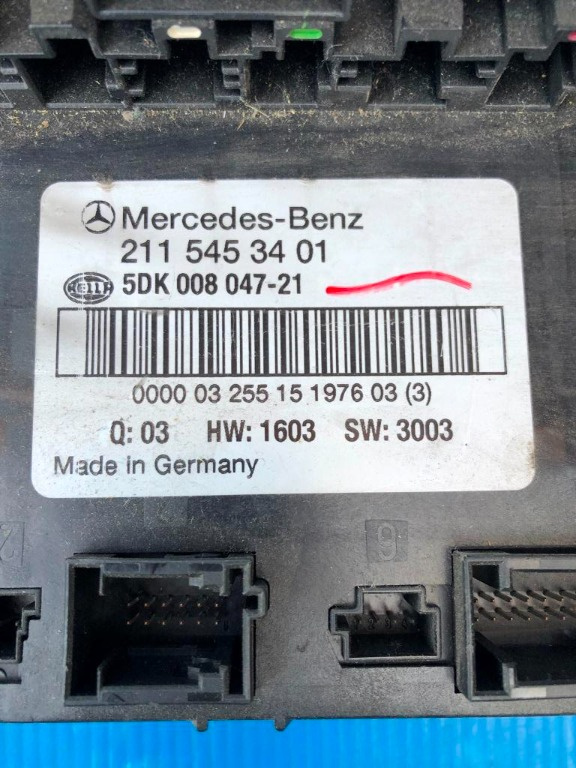 Mercedes-Benz
211 545 34 01
HELLA 5DK 008 047-21
0000 03 255 15 1976 03 (3)
Q: 03 HW: 1603 SW: 3003
Made in Germany
2 6